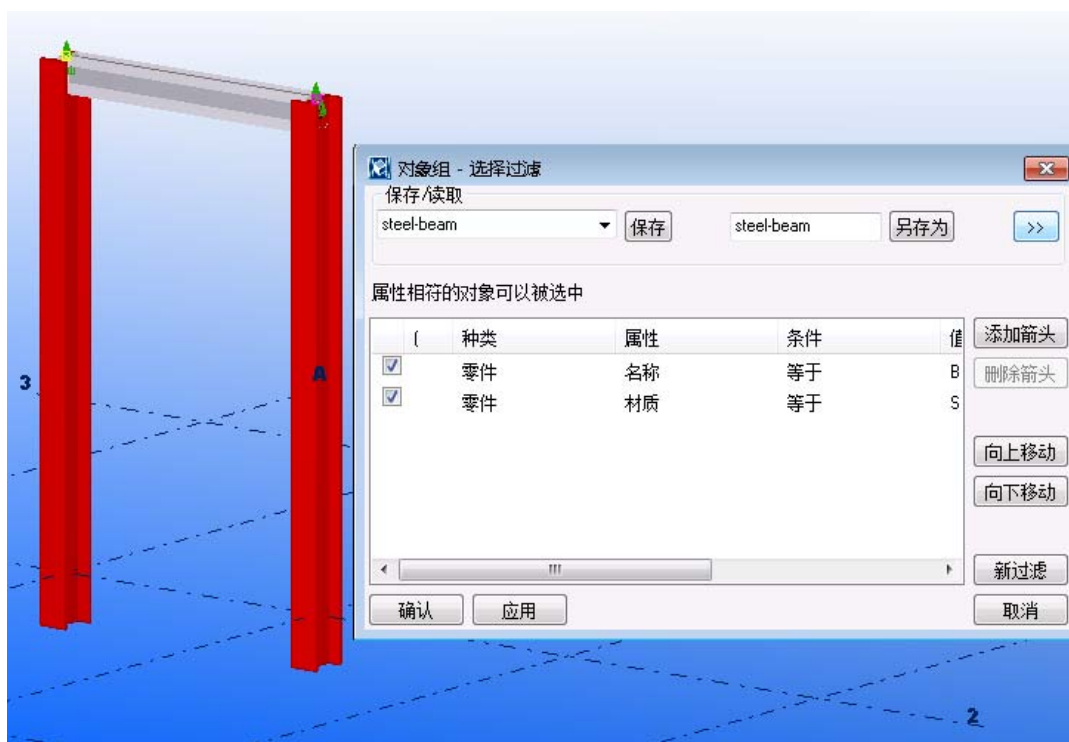 对象组 - 选择过滤
保存/读取
steel-beam 保存 steel-beam 另存为 >>
属性相符的对象可以被选中
( 种类 属性 条件 值 添加箭头
零件 名称 等于 B 删除箭头
零件 材质 等于 S
向上移动
向下移动
新过滤
确认 应用 取消
3
A
2